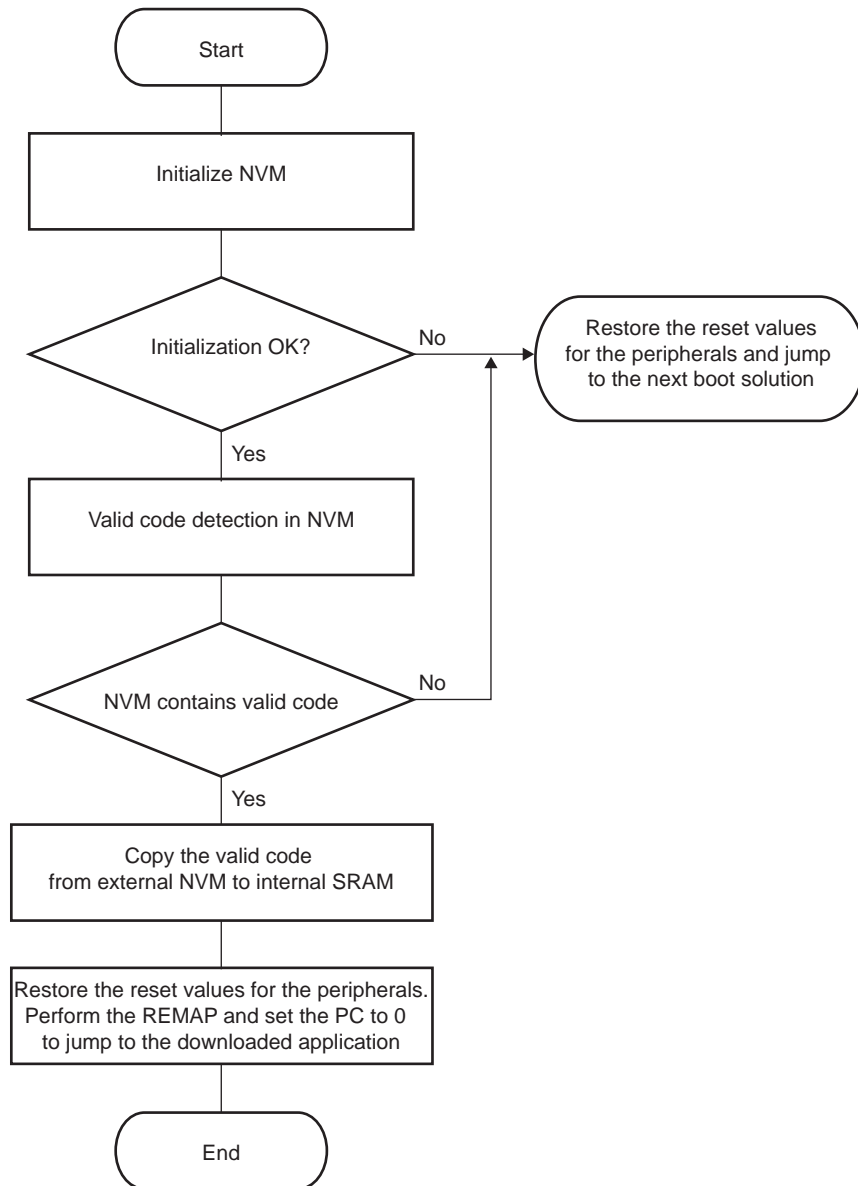 Start
Initialize NVM
Initialization OK?
No
Restore the reset values
for the peripherals and jump
to the next boot solution
Yes
Valid code detection in NVM
NVM contains valid code
No
Yes
Copy the valid code
from external NVM to internal SRAM
Restore the reset values for the peripherals.
Perform the REMAP and set the PC to 0
to jump to the downloaded application
End